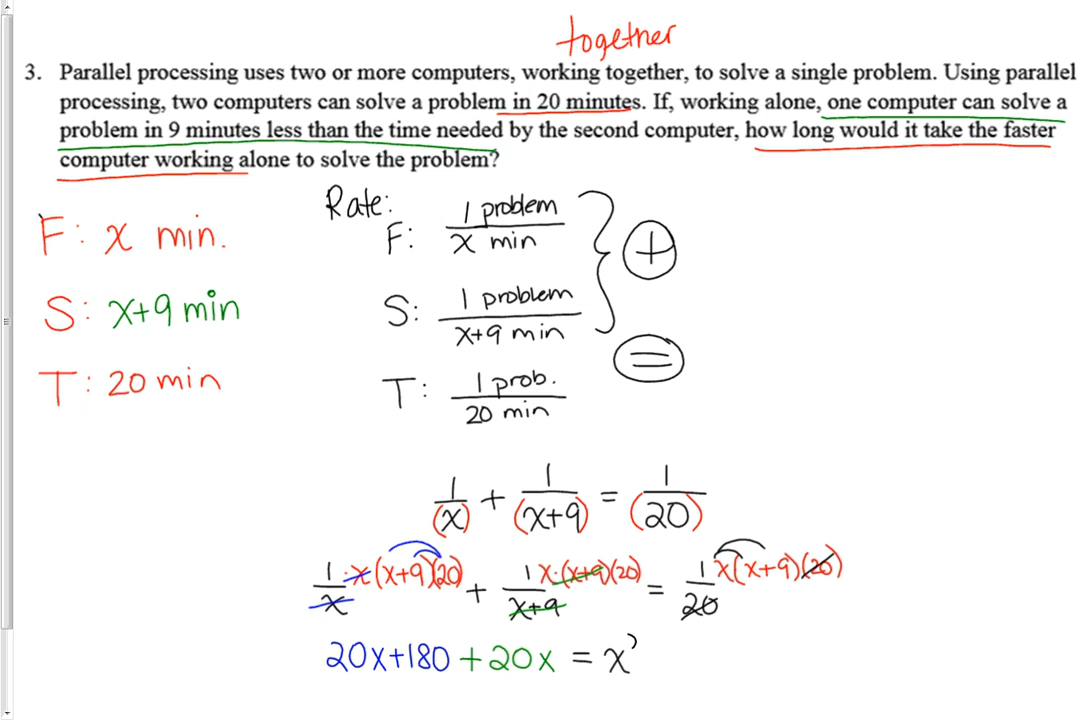 together
3. Parallel processing uses two or more computers, working together, to solve a single problem. Using parallel
processing, two computers can solve a problem in 20 minutes. If, working alone, one computer can solve a
problem in 9 minutes less than the time needed by the second computer, how long would it take the faster
computer working alone to solve the problem?
Rate:
F: x min.
F: 1 problem / x min
+
S: x+9 min
S: 1 problem / x+9 min
=
T: 20 min
T: 1 prob. / 20 min
1/(x) + 1/(x+9) = 1/(20)
1/x · x(x+9)(20) + 1/x+9 x·(x+9)(20) = 1/20 x(x+9)(20)
20x+180 + 20x = x²